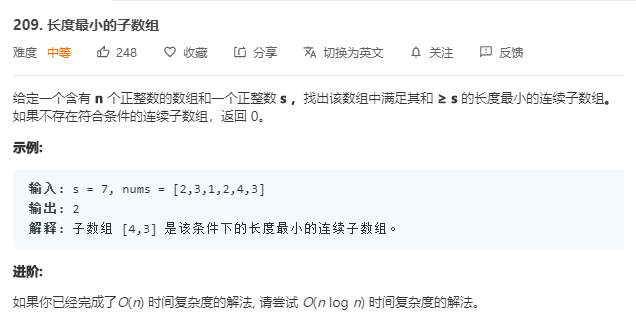 209. 长度最小的子数组
难度 中等 248 收藏 分享 切换为英文 关注 反馈
给定一个含有 n 个正整数的数组和一个正整数 s ，找出该数组中满足其和 ≥ s 的长度最小的连续子数组。
如果不存在符合条件的连续子数组，返回 0。
示例:
输入: s = 7, nums = [2,3,1,2,4,3]
输出: 2
解释: 子数组 [4,3] 是该条件下的长度最小的连续子数组。
进阶:
如果你已经完成了O(n) 时间复杂度的解法, 请尝试 O(n log n) 时间复杂度的解法。